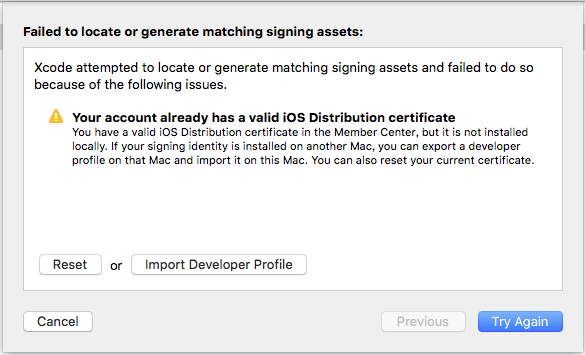 Failed to locate or generate matching signing assets:
Xcode attempted to locate or generate matching signing assets and failed to do so
because of the following issues.
Your account already has a valid iOS Distribution certificate
You have a valid iOS Distribution certificate in the Member Center, but it is not installed
locally. If your signing identity is installed on another Mac, you can export a developer
profile on that Mac and import it on this Mac. You can also reset your current certificate.
Reset or Import Developer Profile
Cancel Previous Try Again